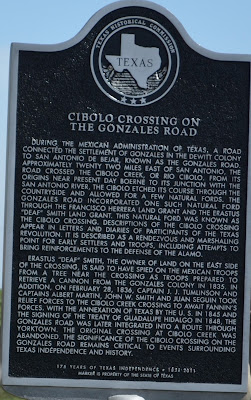 TEXAS HISTORICAL COMMISSION
TEXAS
CIBOLO CROSSING ON
THE GONZALES ROAD
DURING THE MEXICAN ADMINISTRATION OF TEXAS, A ROAD
CONNECTED THE SETTLEMENT OF GONZALES IN THE DEWITT COLONY
TO SAN ANTONIO DE BEJAR, KNOWN AS THE GONZALES ROAD.
APPROXIMATELY TWENTY TWO MILES EAST OF SAN ANTONIO, THE
ROAD CROSSED THE CIBOLO CREEK, OR RIO CIBOLO. FROM ITS
ORIGINS NEAR PRESENT DAY BOERNE TO ITS JUNCTION WITH THE
SAN ANTONIO RIVER, THE CIBOLO ETCHED ITS COURSE THROUGH THE
COUNTRYSIDE AND ALLOWED FOR A FEW NATURAL FORDS. THE
GONZALES ROAD INCORPORATED ONE SUCH NATURAL FORD
THROUGH THE FRANCISCO HERRERA LAND GRANT AND THE ERASTUS
"DEAF" SMITH LAND GRANT. THIS NATURAL FORD WAS KNOWN AS
THE CIBOLO CROSSING. DESCRIPTIONS OF THE CIBOLO CROSSING
APPEAR IN LETTERS AND DIARIES OF PARTICIPANTS OF THE TEXAS
REVOLUTION. IT IS DESCRIBED AS A RENDEZVOUS AND MARSHALING
POINT FOR EARLY SETTLERS AND TROOPS, INCLUDING ATTEMPTS TO
BRING REINFORCEMENTS TO THE DEFENSE OF THE ALAMO.
ERASTUS "DEAF" SMITH, THE OWNER OF LAND ON THE EAST SIDE
OF THE CROSSING, IS SAID TO HAVE SPIED ON THE MEXICAN TROOPS
FROM A TREE NEAR THE CROSSING AS TROOPS PREPARED TO
RETRIEVE A CANNON FROM THE GONZALES COLONY IN 1835. IN
ADDITION, ON FEBRUARY 28, 1836, CAPTAIN J. J. TUMLINSON AND
CAPTAINS ALBERT MARTIN, JOHN W. SMITH AND JUAN SEGUIN TOOK
RELIEF FORCES TO THE CIBOLO CREEK CROSSING TO AWAIT FANNIN'S
FORCES. WITH THE ANNEXATION OF TEXAS BY THE U. S. IN 1845 AND
THE SIGNING OF THE TREATY OF GUADALUPE HIDALGO IN 1848, THE
GONZALES ROAD WAS LATER INTEGRATED INTO A ROUTE THROUGH
YORKTOWN. THE ORIGINAL CROSSING AT CIBOLO CREEK WAS
ABANDONED. THE SIGNIFICANCE OF THE CIBOLO CROSSING ON THE
GONZALES ROAD REMAINS CRITICAL TO EVENTS SURROUNDING
TEXAS INDEPENDENCE AND HISTORY.
175 YEARS OF TEXAS INDEPENDENCE • 1836-2011
MARKER IS PROPERTY OF THE STATE OF TEXAS